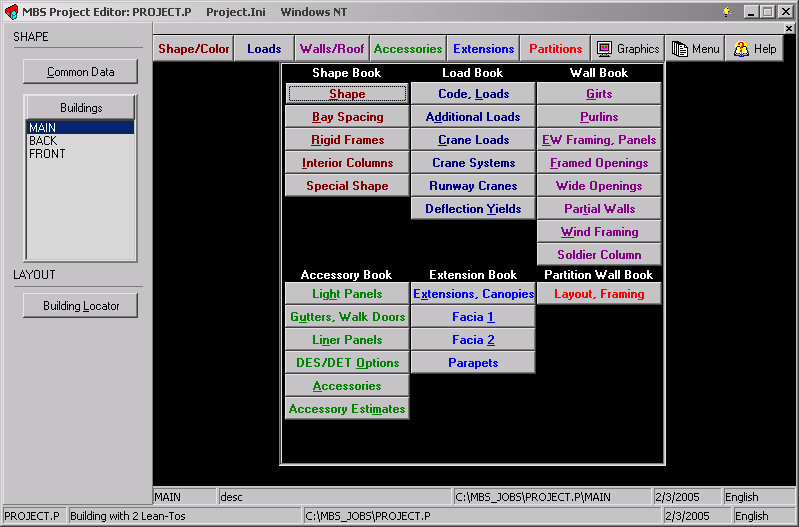 MBS Project Editor: PROJECT.P Project.Ini Windows NT
SHAPE
Common Data
Buildings
MAIN
BACK
FRONT
LAYOUT
Building Locator
Shape/Color Loads Walls/Roof Accessories Extensions Partitions Graphics Menu Help
Shape Book Load Book Wall Book
Shape Code, Loads Girts
Bay Spacing Additional Loads Purlins
Rigid Frames Crane Loads EW Framing, Panels
Interior Columns Crane Systems Framed Openings
Special Shape Runway Cranes Wide Openings
Deflection Yields Partial Walls
Wind Framing
Soldier Column
Accessory Book Extension Book Partition Wall Book
Light Panels Extensions, Canopies Layout, Framing
Gutters, Walk Doors Facia 1
Liner Panels Facia 2
DES/DET Options Parapets
Accessories
Accessory Estimates
MAIN desc C:\MBS_JOBS\PROJECT.P\MAIN 2/3/2005 English
PROJECT.P Building with 2 Lean-Tos C:\MBS_JOBS\PROJECT.P 2/3/2005 English